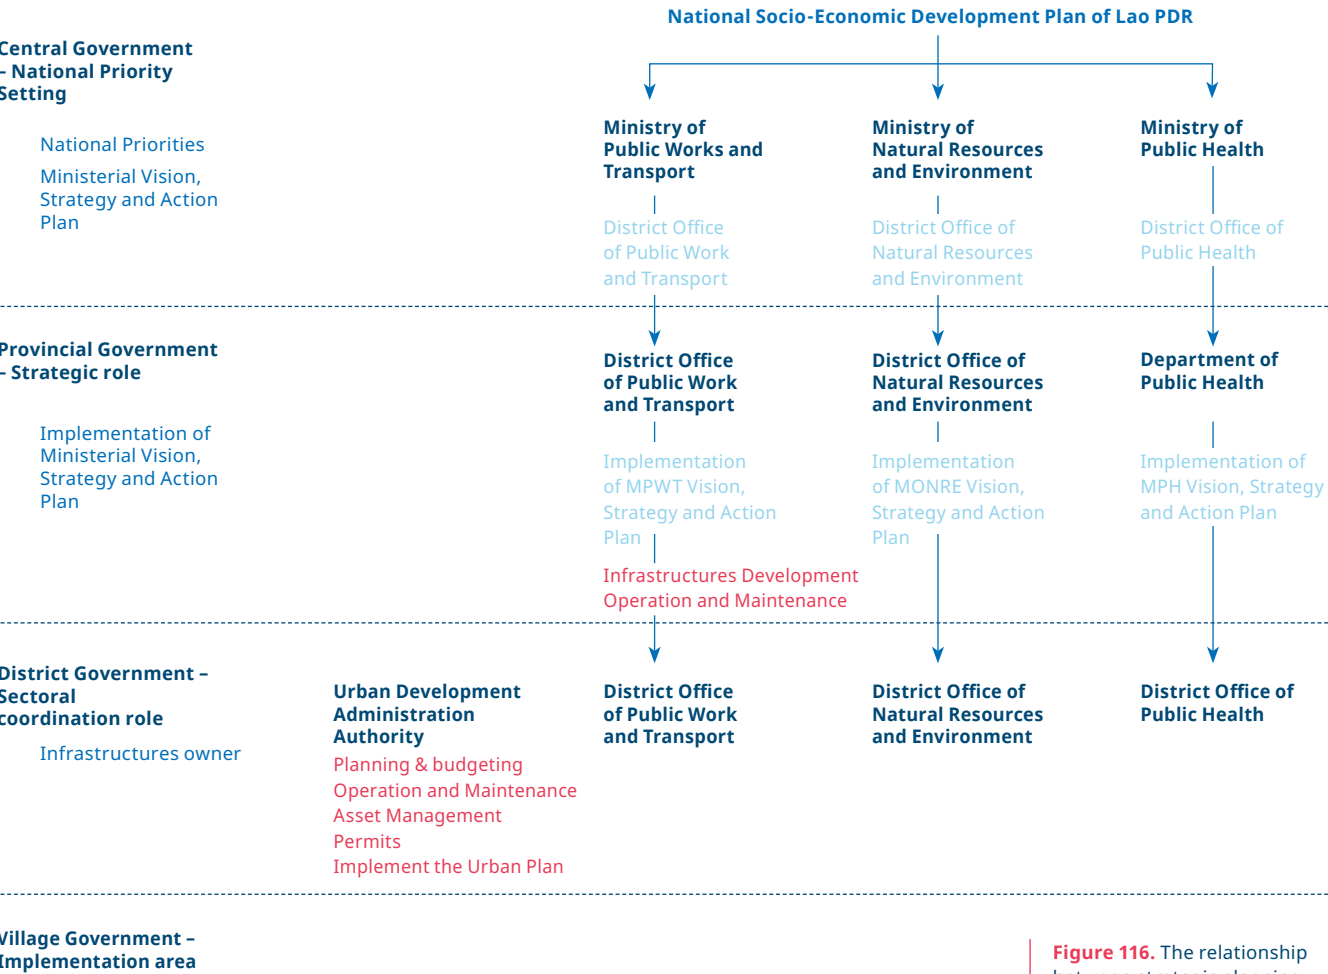 National Socio-Economic Development Plan of Lao PDR
Central Government
– National Priority
Setting
National Priorities
Ministerial Vision,
Strategy and Action
Plan
Ministry of
Public Works and
Transport
District Office
of Public Work
and Transport
Ministry of
Natural Resources
and Environment
District Office of
Natural Resources
and Environment
Ministry of
Public Health
District Office of
Public Health
Provincial Government
– Strategic role
Implementation of
Ministerial Vision,
Strategy and Action
Plan
District Office
of Public Work
and Transport
Implementation
of MPWT Vision,
Strategy and Action
Plan
Infrastructures Development
Operation and Maintenance
District Office of
Natural Resources
and Environment
Implementation
of MONRE Vision,
Strategy and Action
Plan
Department of
Public Health
Implementation of
MPH Vision, Strategy
and Action Plan
District Government –
Sectoral
coordination role
Infrastructures owner
Urban Development
Administration
Authority
Planning & budgeting
Operation and Maintenance
Asset Management
Permits
Implement the Urban Plan
District Office
of Public Work
and Transport
District Office of
Natural Resources
and Environment
District Office of
Public Health
Village Government –
Implementation area
Figure 116. The relationship